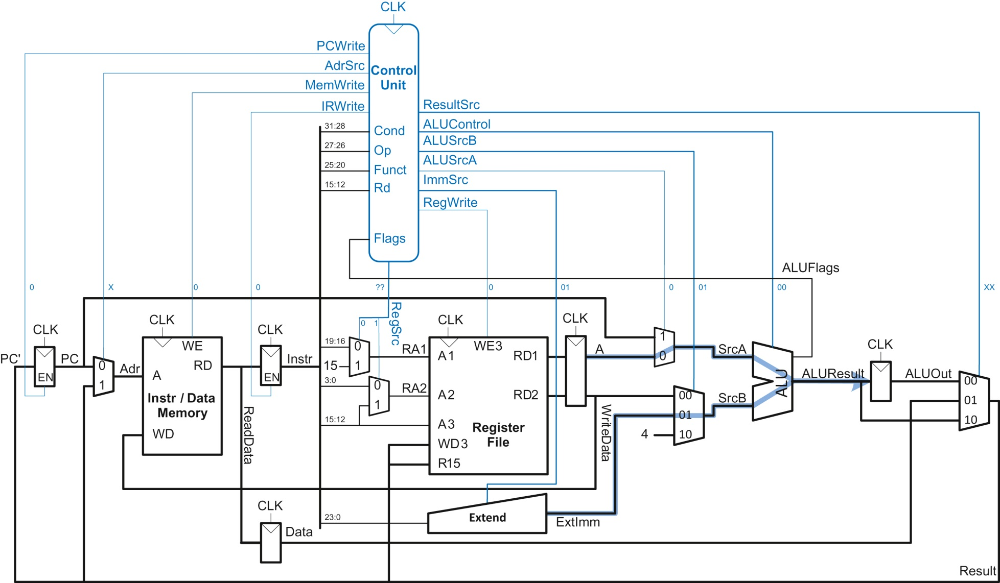 CLK
PCWrite
AdrSrc
Control
Unit
MemWrite
IRWrite
ResultSrc
31:28
Cond
ALUControl
27:26
Op
ALUSrcB
25:20
Funct
ALUSrcA
15:12
Rd
ImmSrc
RegWrite
Flags
ALUFlags
0
X
0
0
??
0
01
0
01
00
XX
RegSrc
0 1
CLK
CLK
CLK
CLK
CLK
CLK
PC'
EN
PC
0
1
Adr
WE
RD
A
Instr / Data
Memory
WD
ReadData
EN
Instr
19:16
15
0
1
RA1
3:0
0
1
RA2
15:12
A1
WE3
RD1
A2
RD2
A3
Register
File
WD3
R15
A
1
0
SrcA
WriteData
00
01
10
4
SrcB
ALU
ALUResult
ALUOut
00
01
10
CLK
Data
23:0
Extend
ExtImm
Result